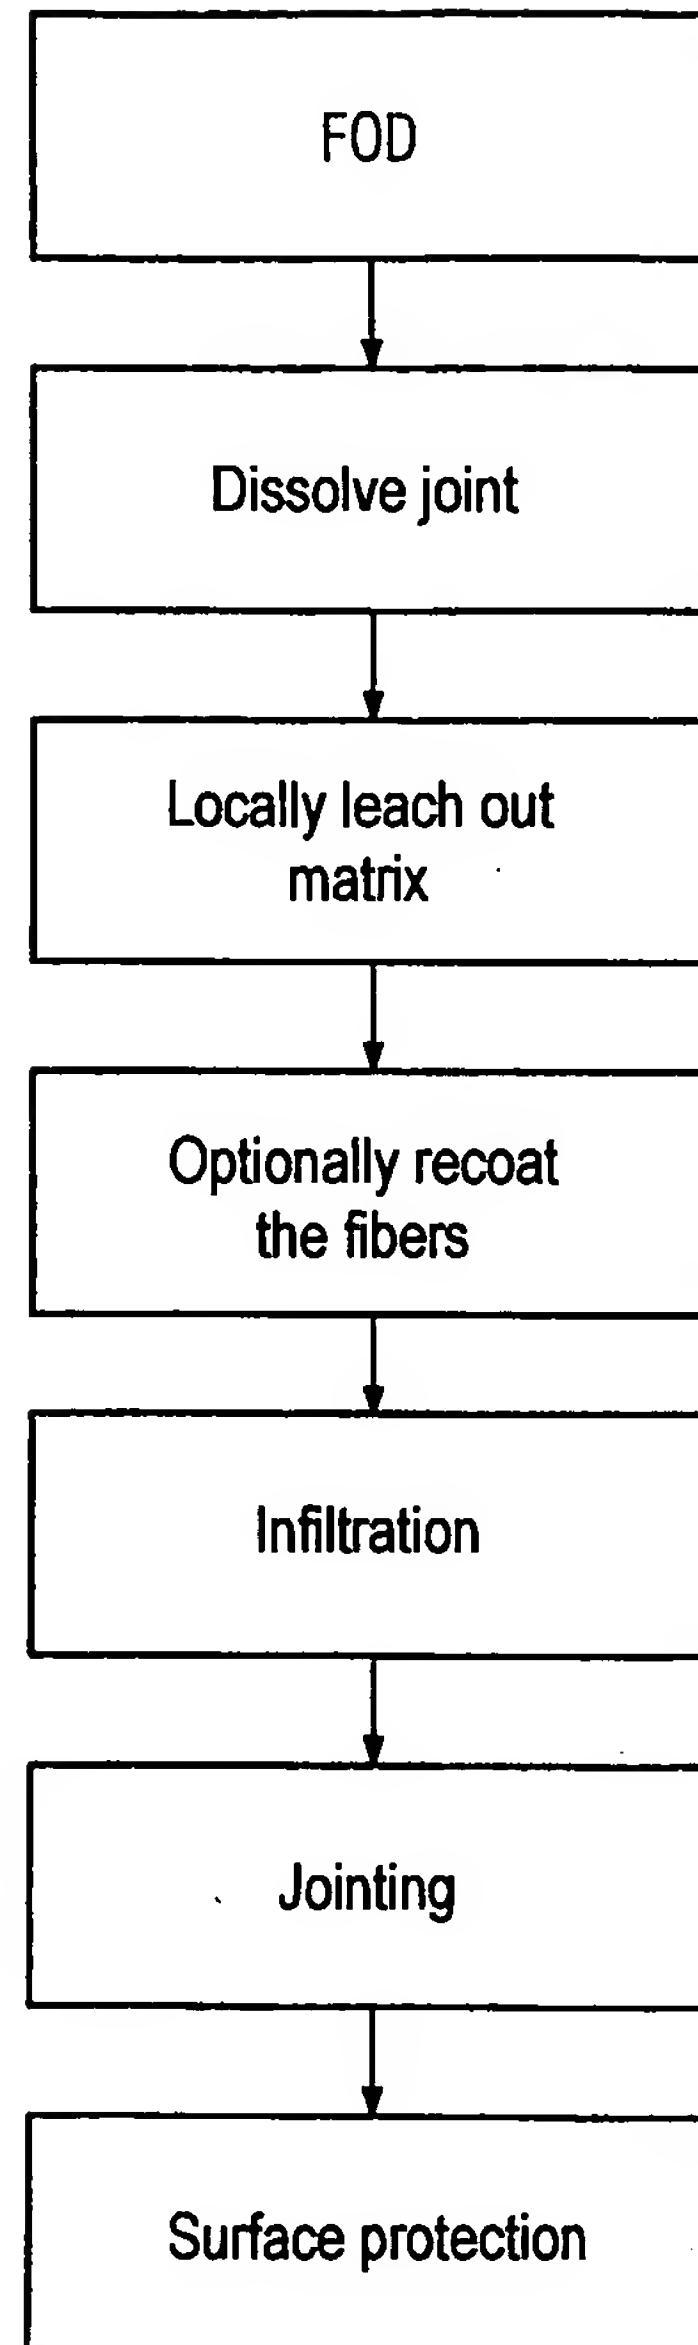 FOD
Dissolve joint
Locally leach out
matrix
Optionally recoat
the fibers
Infiltration
Jointing
Surface protection